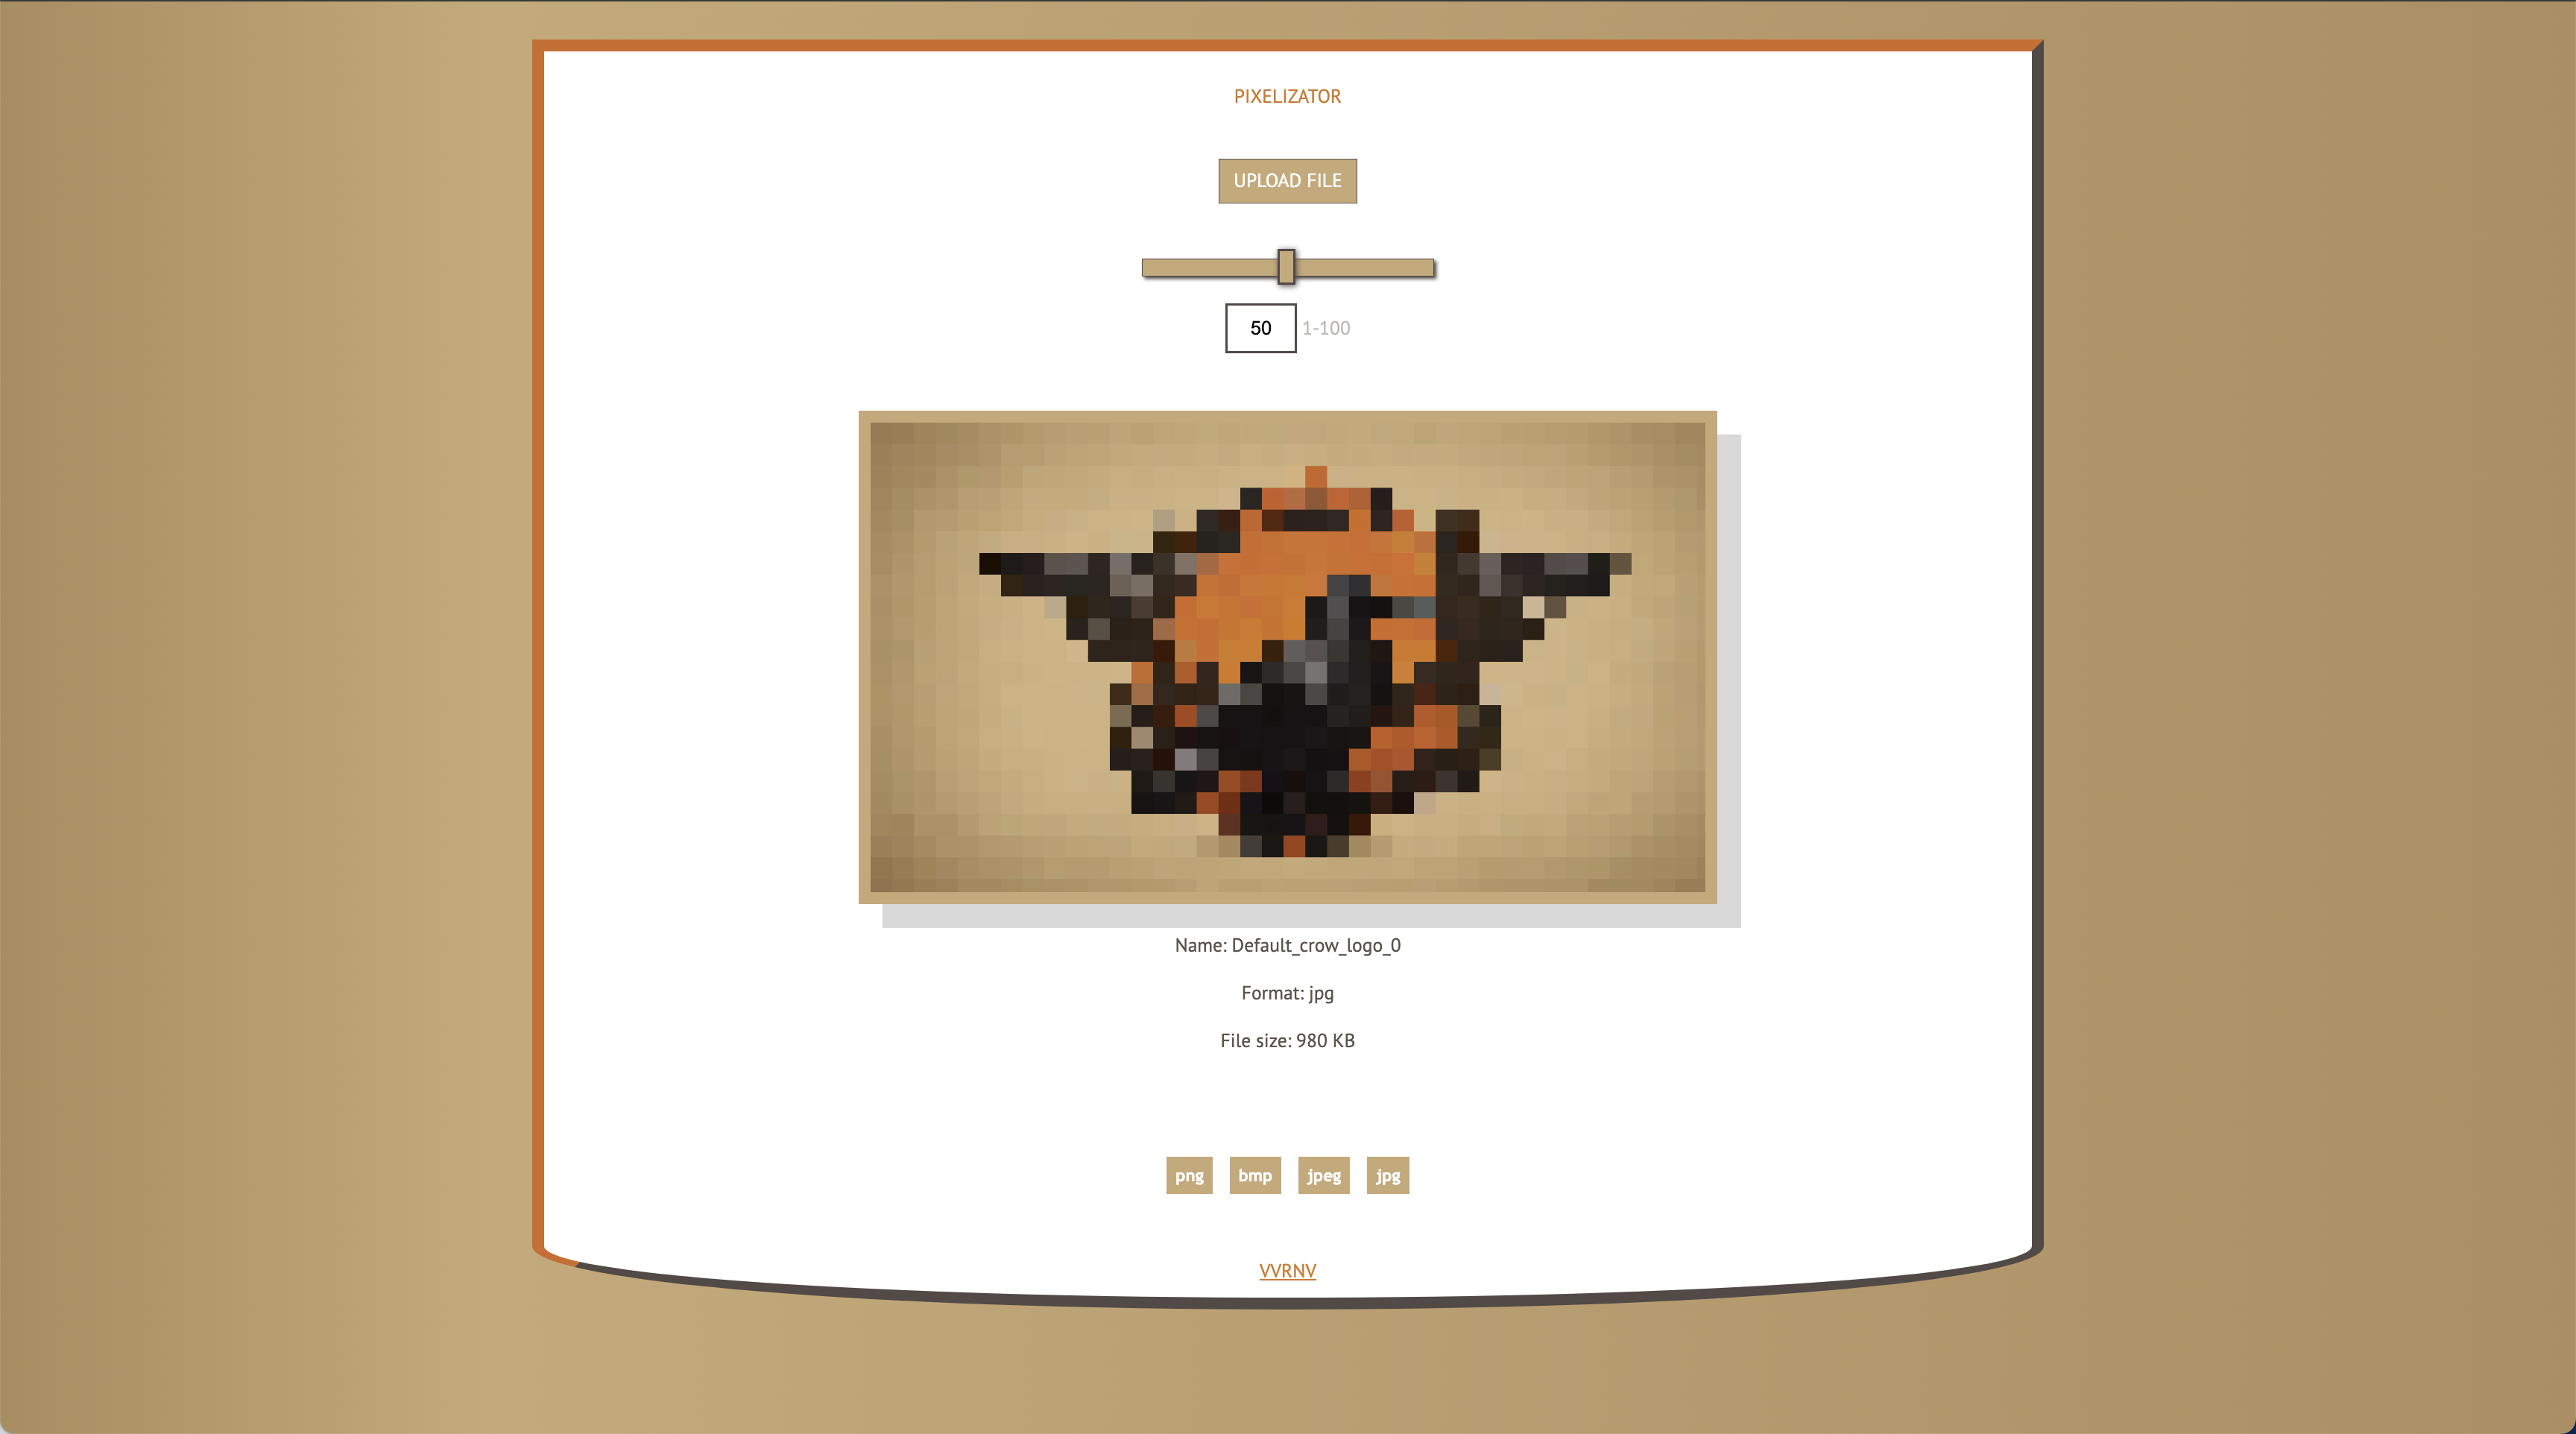 PIXELIZATOR
UPLOAD FILE
50 1-100
Name: Default_crow_logo_0
Format: jpg
File size: 980 KB
png bmp jpeg jpg
VVRNV